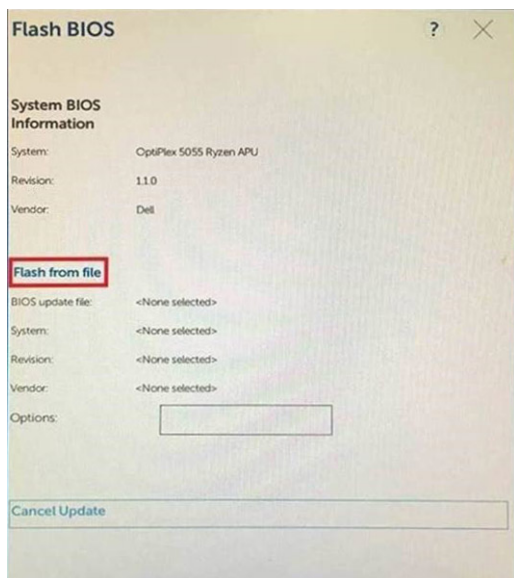 Flash BIOS
?
System BIOS
Information
System: OptiPlex 5055 Ryzen APU
Revision: 1.1.0
Vendor: Dell
Flash from file
BIOS update file: <None selected>
System: <None selected>
Revision: <None selected>
Vendor: <None selected>
Options:
Cancel Update